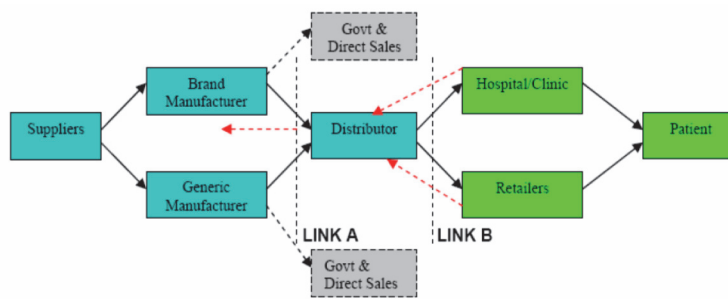 Govt &
Direct Sales
Brand
Manufacturer
Hospital/Clinic
Suppliers
Distributor
Patient
Generic
Manufacturer
Retailers
LINK A
LINK B
Govt &
Direct Sales